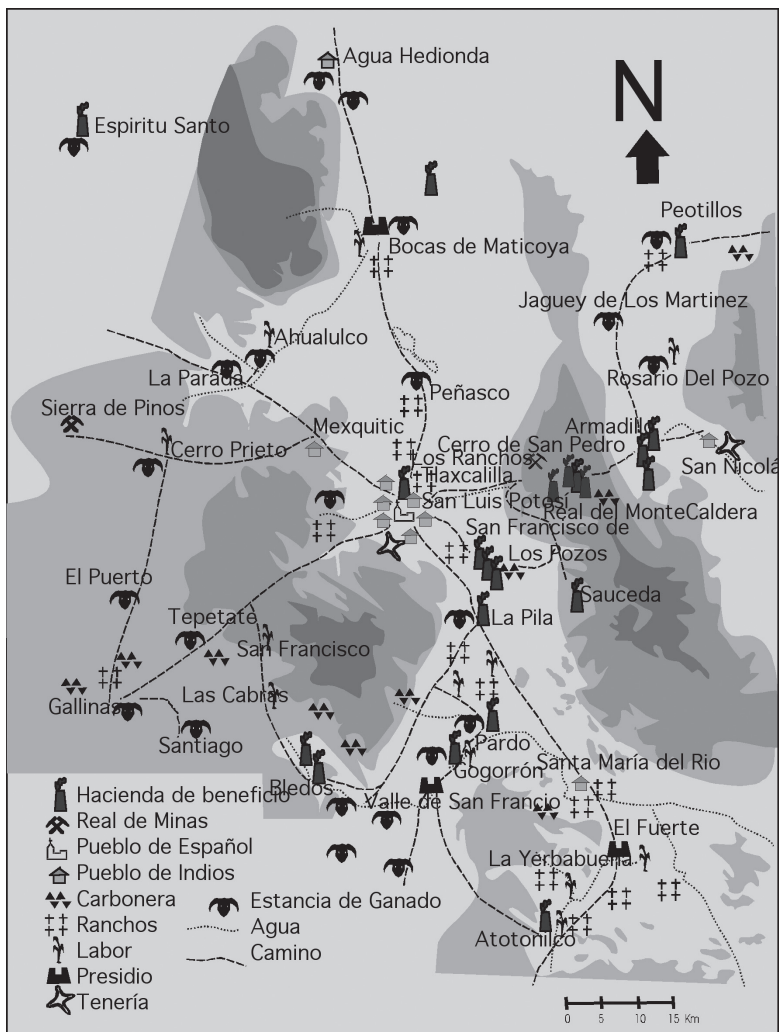 Agua Hedionda
N
Espiritu Santo
Peotillos
Bocas de Maticoya
Jaguey de Los Martinez
Ahualulco
La Parada
Rosario Del Pozo
Peñasco
Sierra de Pinos
Mexquitic
Armadillo
Cerro Prieto
Cerro de San Pedro
Los Ranchos
San Nicolá
Tlaxcalilla
San Luis Potosí
Real del MonteCaldera
San Francisco de
Los Pozos
El Puerto
Sauceda
Tepetate
La Pila
San Francisco
Las Cabras
Gallinas
Santiago
Pardo
Gogorrón
Santa María del Rio
Bledos
Valle de San Francio
El Fuerte
La Yerbabuena
Atotonilco
Hacienda de beneficio
Real de Minas
Pueblo de Español
Pueblo de Indios
Carbonera
Ranchos
Labor
Presidio
Tenería
Estancia de Ganado
Agua
Camino
0 5 10 15 Km